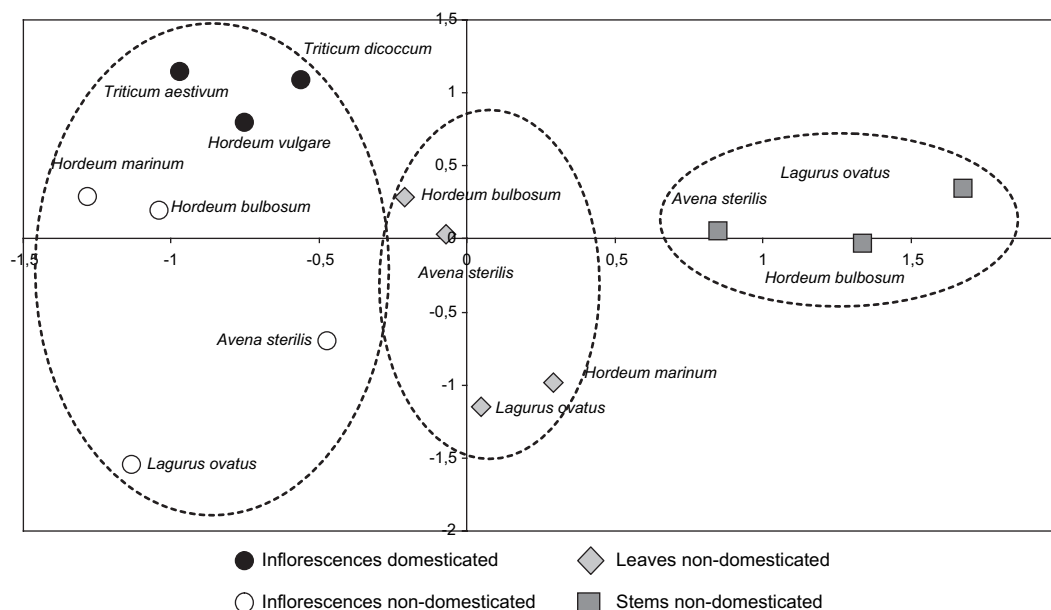 1,5
Triticum dicoccum
Triticum aestivum
1
Hordeum vulgare
Hordeum marinum
0,5
Lagurus ovatus
Hordeum bulbosum
Hordeum bulbosum
Avena sterilis
0
-1,5
-1
-0,5
0
0,5
1
1,5
Avena sterilis
Hordeum bulbosum
-0,5
Avena sterilis
-1
Hordeum marinum
Lagurus ovatus
-1,5
Lagurus ovatus
-2
Inflorescences domesticated
Leaves non-domesticated
Inflorescences non-domesticated
Stems non-domesticated